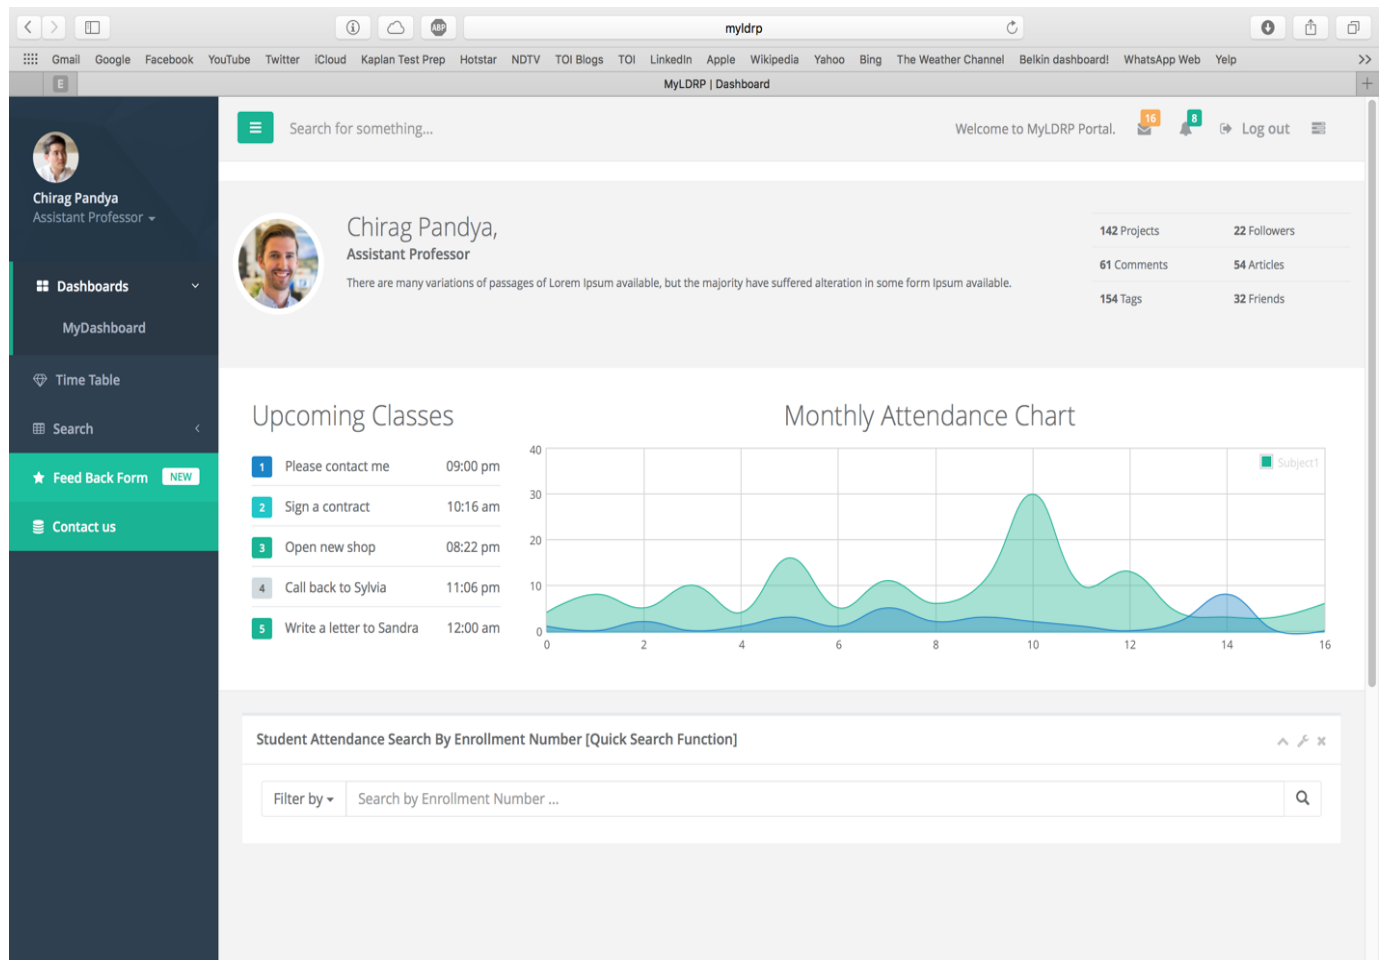 myldrp
Gmail Google Facebook YouTube Twitter iCloud Kaplan Test Prep Hotstar NDTV TOI Blogs TOI LinkedIn Apple Wikipedia Yahoo Bing The Weather Channel Belkin dashboard! WhatsApp Web Yelp >>
E MyLDRP | Dashboard +
ABP
Search for something...
Welcome to MyLDRP Portal. 16 8 Log out
Chirag Pandya
Assistant Professor
Dashboards
MyDashboard
Time Table
Search
Feed Back Form NEW
Contact us
Chirag Pandya,
Assistant Professor
There are many variations of passages of Lorem Ipsum available, but the majority have suffered alteration in some form Ipsum available.
142 Projects 22 Followers
61 Comments 54 Articles
154 Tags 32 Friends
Upcoming Classes
1 Please contact me 09:00 pm
2 Sign a contract 10:16 am
3 Open new shop 08:22 pm
4 Call back to Sylvia 11:06 pm
5 Write a letter to Sandra 12:00 am
Monthly Attendance Chart
Subject1
40
30
20
10
0
0 2 4 6 8 10 12 14 16
Student Attendance Search By Enrollment Number [Quick Search Function]
Filter by Search by Enrollment Number ...